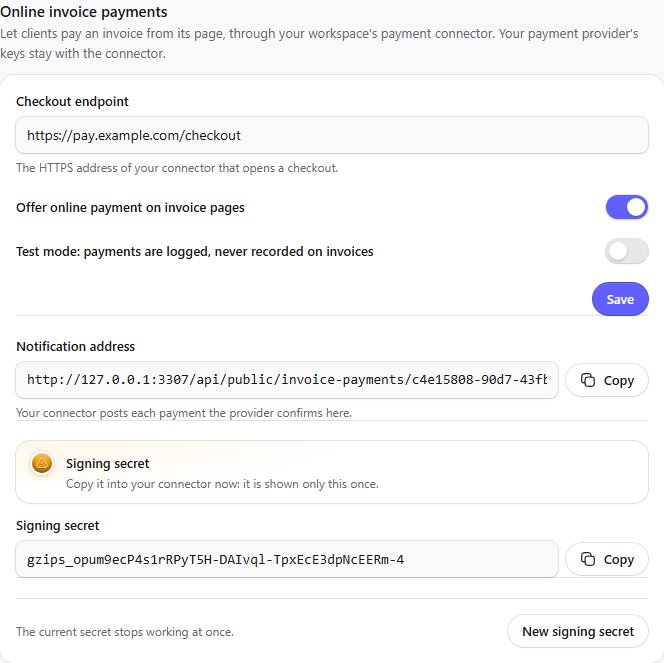 Online invoice payments
Let clients pay an invoice from its page, through your workspace's payment connector. Your payment provider's
keys stay with the connector.
Checkout endpoint
https://pay.example.com/checkout
The HTTPS address of your connector that opens a checkout.
Offer online payment on invoice pages
Test mode: payments are logged, never recorded on invoices
Save
Notification address
http://127.0.0.1:3307/api/public/invoice-payments/c4e15808-90d7-43fb
Copy
Your connector posts each payment the provider confirms here.
Signing secret
Copy it into your connector now: it is shown only this once.
Signing secret
gzips_opum9ecP4s1rRPyT5H-DAIvql-TpxEcE3dpNcEERm-4
Copy
The current secret stops working at once.
New signing secret